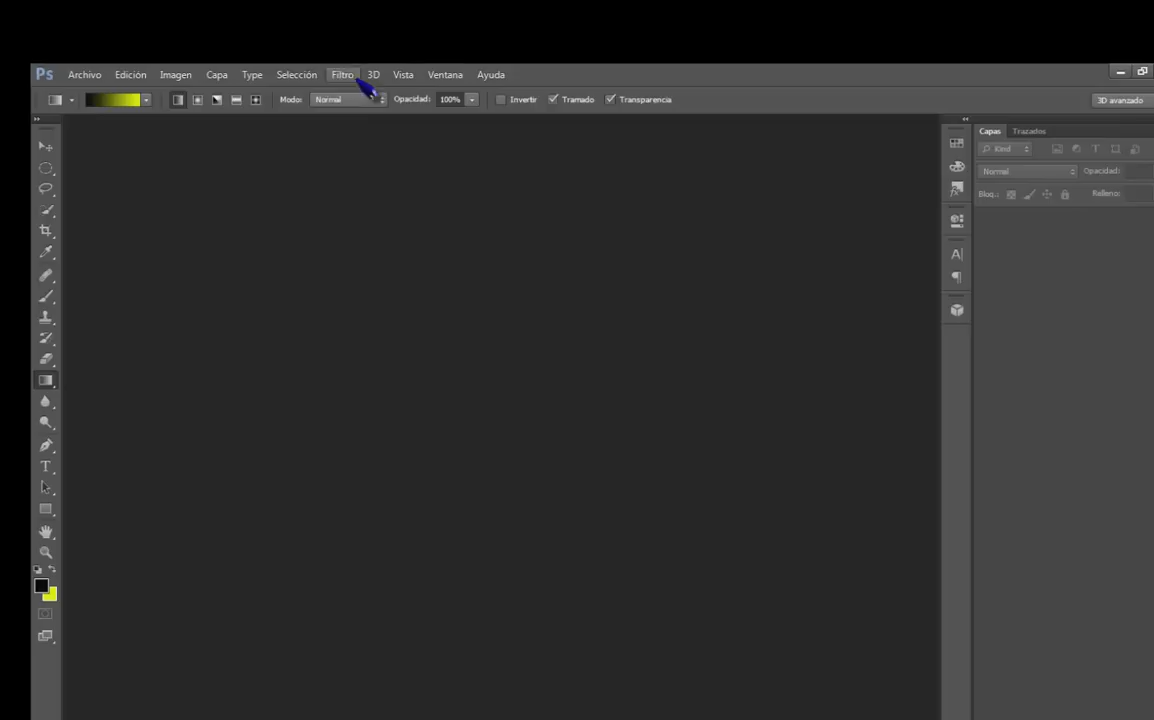 Ps Archivo Edición Imagen Capa Type Selección Filtro 3D Vista Ventana Ayuda
Modo: Normal Opacidad: 100% Invertir Tramado Transparencia 3D avanzado
Capas Trazados
Kind
Normal Opacidad:
Bloq.: Relleno: